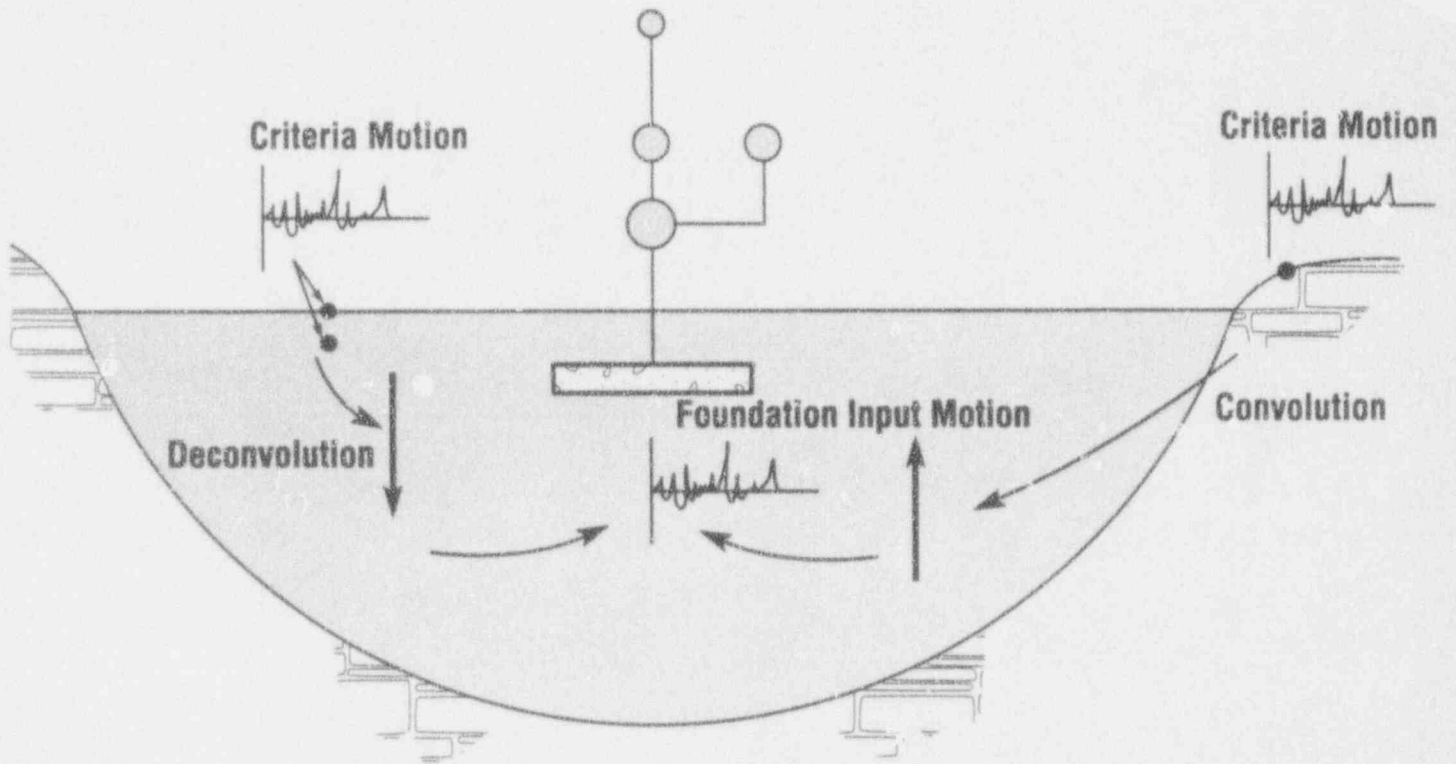 Criteria Motion
Criteria Motion
Foundation Input Motion
Convolution
Deconvolution